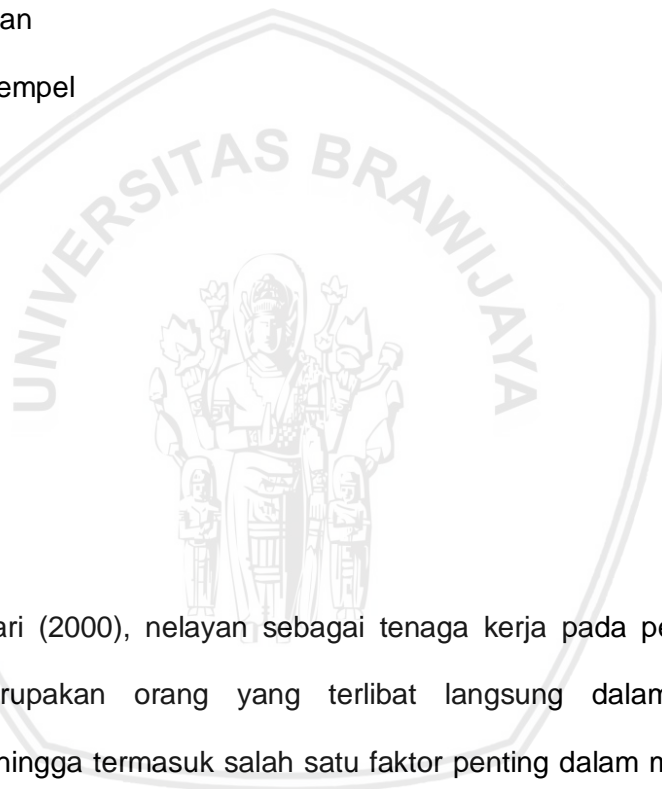 an
empel
UNIVERSITAS BRAWIJAYA
ari (2000), nelayan sebagai tenaga kerja pada pe
rupakan orang yang terlibat langsung dalam
hingga termasuk salah satu faktor penting dalam m